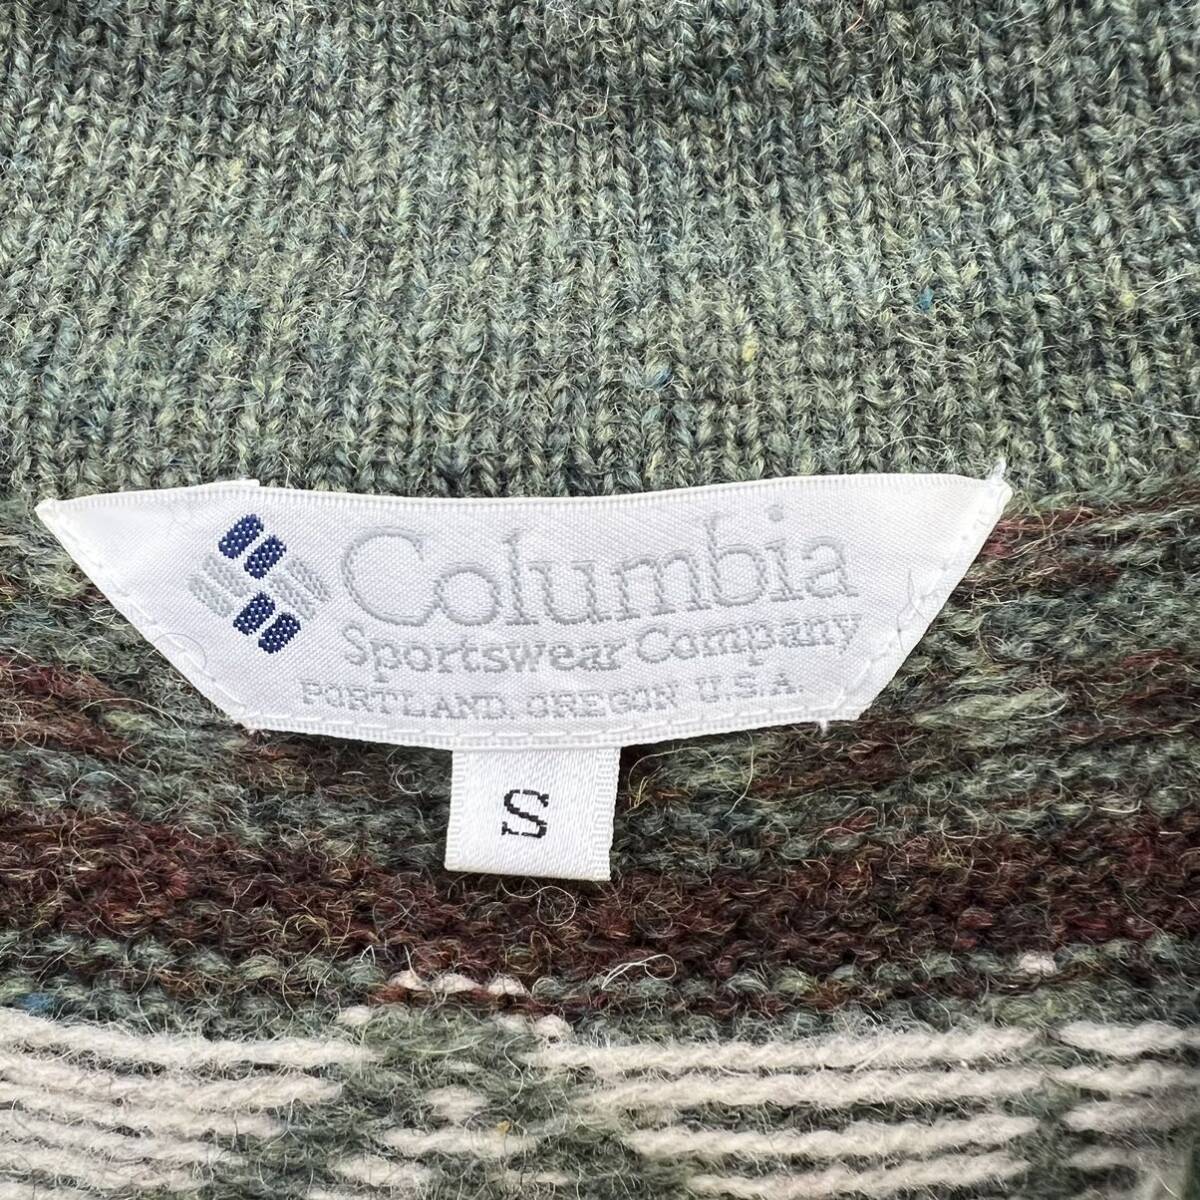 Columbia
Sportswear Company
PORTLAND, OREGON U.S.A.
S